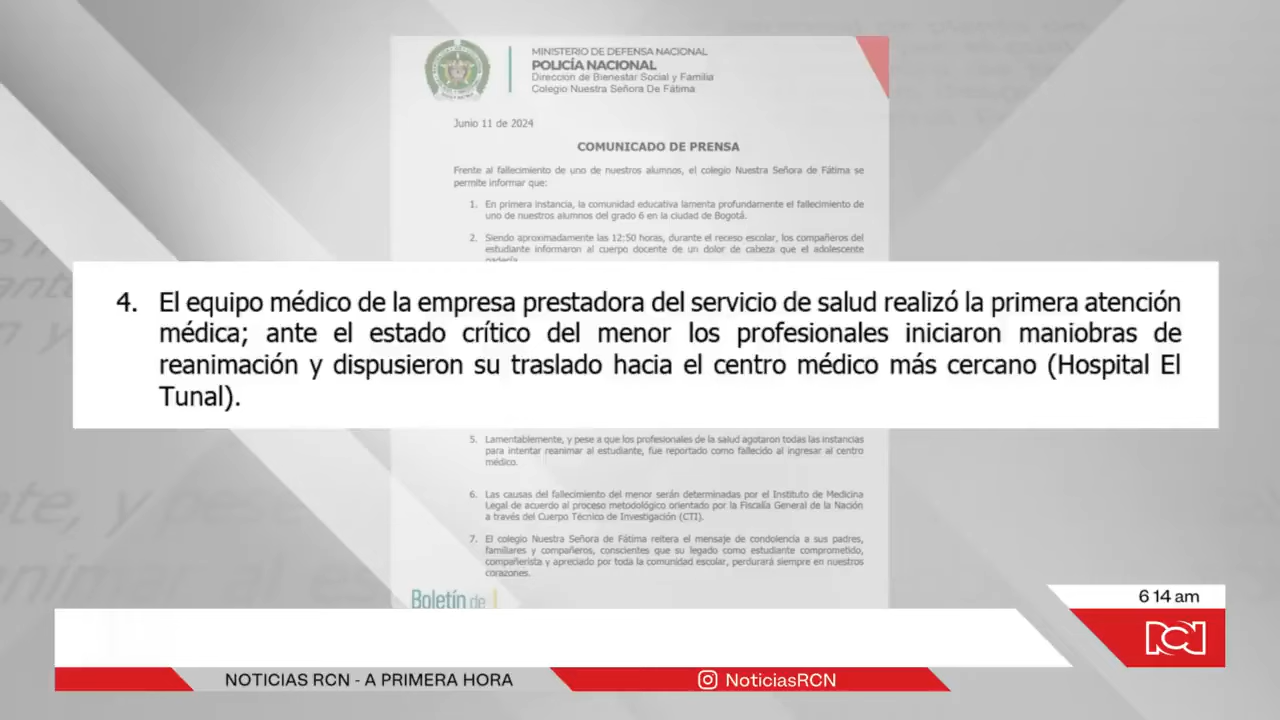 MINISTERIO DE DEFENSA NACIONAL
POLICÍA NACIONAL
Dirección de Bienestar Social y Familia
Colegio Nuestra Señora De Fátima
Junio 11 de 2024
COMUNICADO DE PRENSA
Frente al fallecimiento de uno de nuestros alumnos, el colegio Nuestra Señora de Fátima se
permite informar que:
1. En primera instancia, la comunidad educativa lamenta profundamente el fallecimiento de
uno de nuestros alumnos del grado 6 en la ciudad de Bogotá.
2. Siendo aproximadamente las 12:50 horas, durante el receso escolar, los compañeros del
estudiante informaron al cuerpo docente de un dolor de cabeza que el adolescente
padecía.
4. El equipo médico de la empresa prestadora del servicio de salud realizó la primera atención
médica; ante el estado crítico del menor los profesionales iniciaron maniobras de
reanimación y dispusieron su traslado hacia el centro médico más cercano (Hospital El
Tunal).
5. Lamentablemente, y pese a que los profesionales de la salud agotaron todas las instancias
para intentar reanimar al estudiante, fue reportado como fallecido al ingresar al centro
médico.
6. Las causas del fallecimiento del menor serán determinadas por el Instituto de Medicina
Legal de acuerdo al proceso metodológico orientado por la Fiscalía General de la Nación
a través del Cuerpo Técnico de Investigación (CTI).
7. El colegio Nuestra Señora de Fátima reitera el mensaje de condolencia a sus padres,
familiares y compañeros, conscientes que su legado como estudiante comprometido,
compañerista y apreciado por toda la comunidad escolar, perdurará siempre en nuestros
corazones.
Boletín de
6 14 am
RCN
NOTICIAS RCN - A PRIMERA HORA
NoticiasRCN